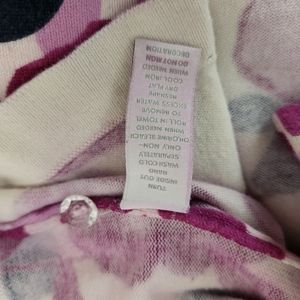 TURN
INSIDE OUT
HAND
WASH COLD
SEPARATELY
ONLY NON-
CHLORINE BLEACH
WHEN NEEDED
ROLL IN TOWEL
TO REMOVE
EXCESS WATER
RESHAPE
DRY FLAT
COOL IRON
WHEN NEEDED
DO NOT IRON
DECORATION